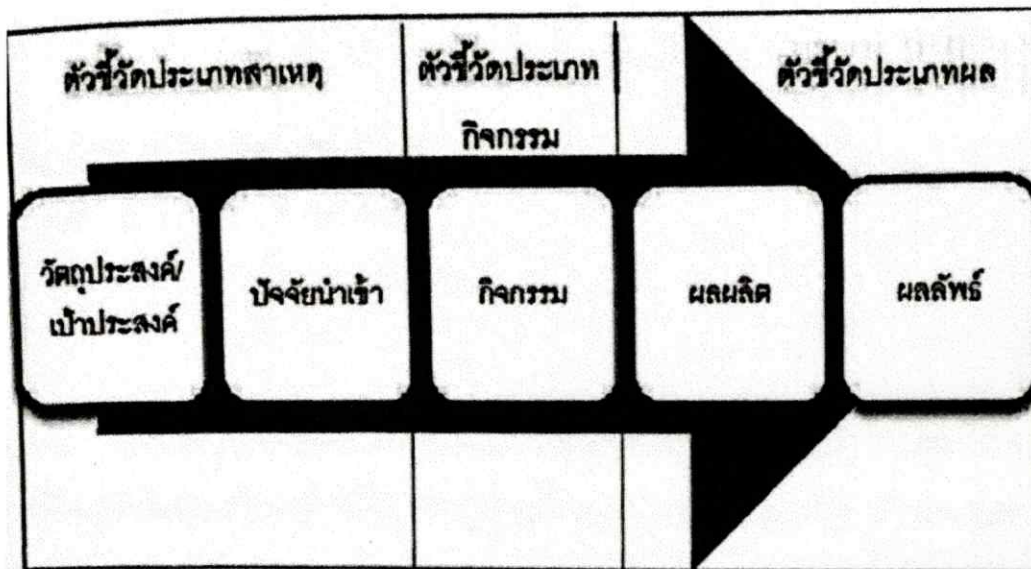 ตัวชี้วัดประเภทสาเหตุ
ตัวชี้วัดประเภท
กิจกรรม
ตัวชี้วัดประเภทผล
วัตถุประสงค์/
เป้าประสงค์
ปัจจัยนำเข้า
กิจกรรม
ผลผลิต
ผลลัพธ์